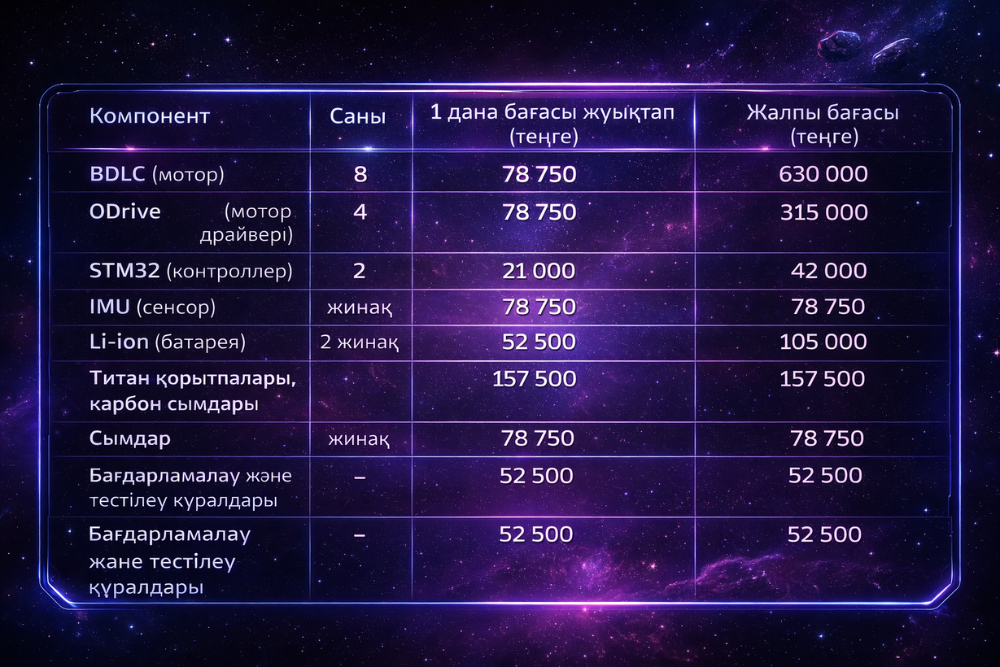 Компонент Саны 1 дана бағасы жуықтап (теңге) Жалпы бағасы (теңге)
BDLC (мотор) 8 78 750 630 000
ODrive (мотор драйвері) 4 78 750 315 000
STM32 (контроллер) 2 21 000 42 000
IMU (сенсор) жинақ 78 750 78 750
Li-ion (батарея) 2 жинақ 52 500 105 000
Титан қорытпалары, карбон сымдары 157 500 157 500
Сымдар жинақ 78 750 78 750
Бағдарламалау және тестілеу куралдары – 52 500 52 500
Бағдарламалау жане тестілеу құралдары – 52 500 52 500